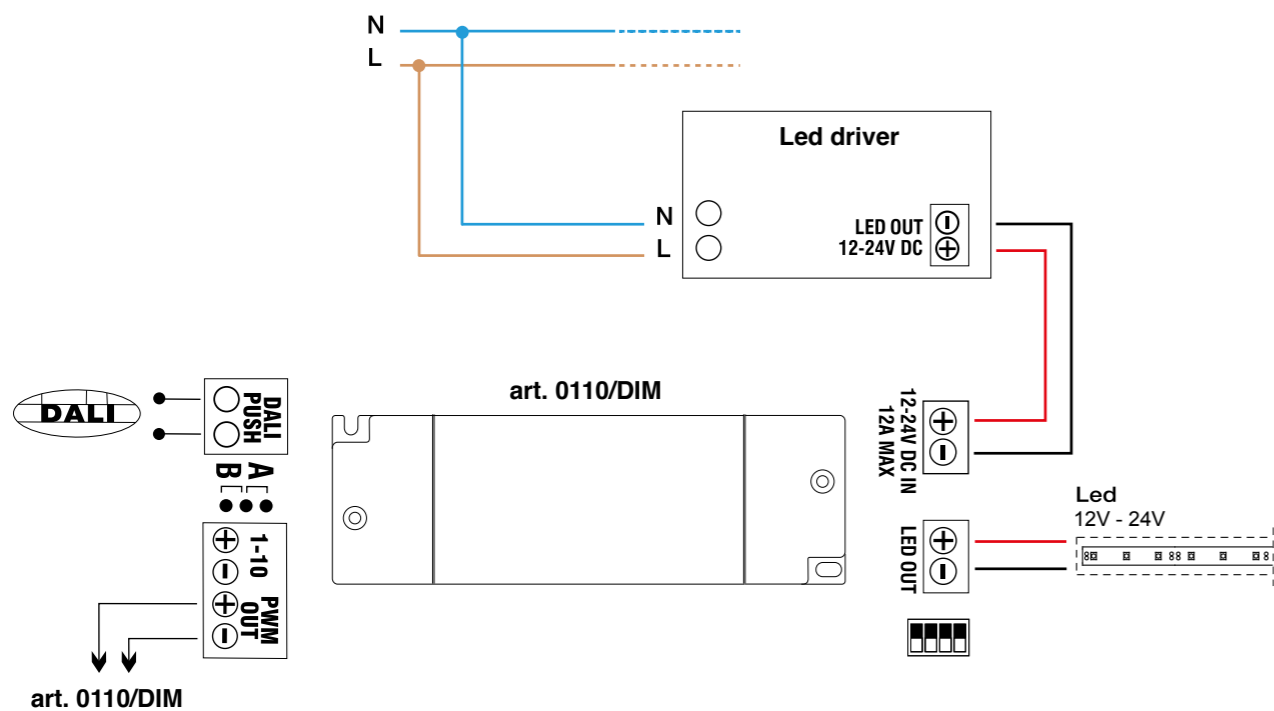 N
L
Led driver
N
L
LED OUT
12-24V DC
art. 0110/DIM
DALI
DALI
PUSH
A
B
1-10
PWM
OUT
art. 0110/DIM
12-24V DC IN
12A MAX
LED OUT
Led
12V - 24V